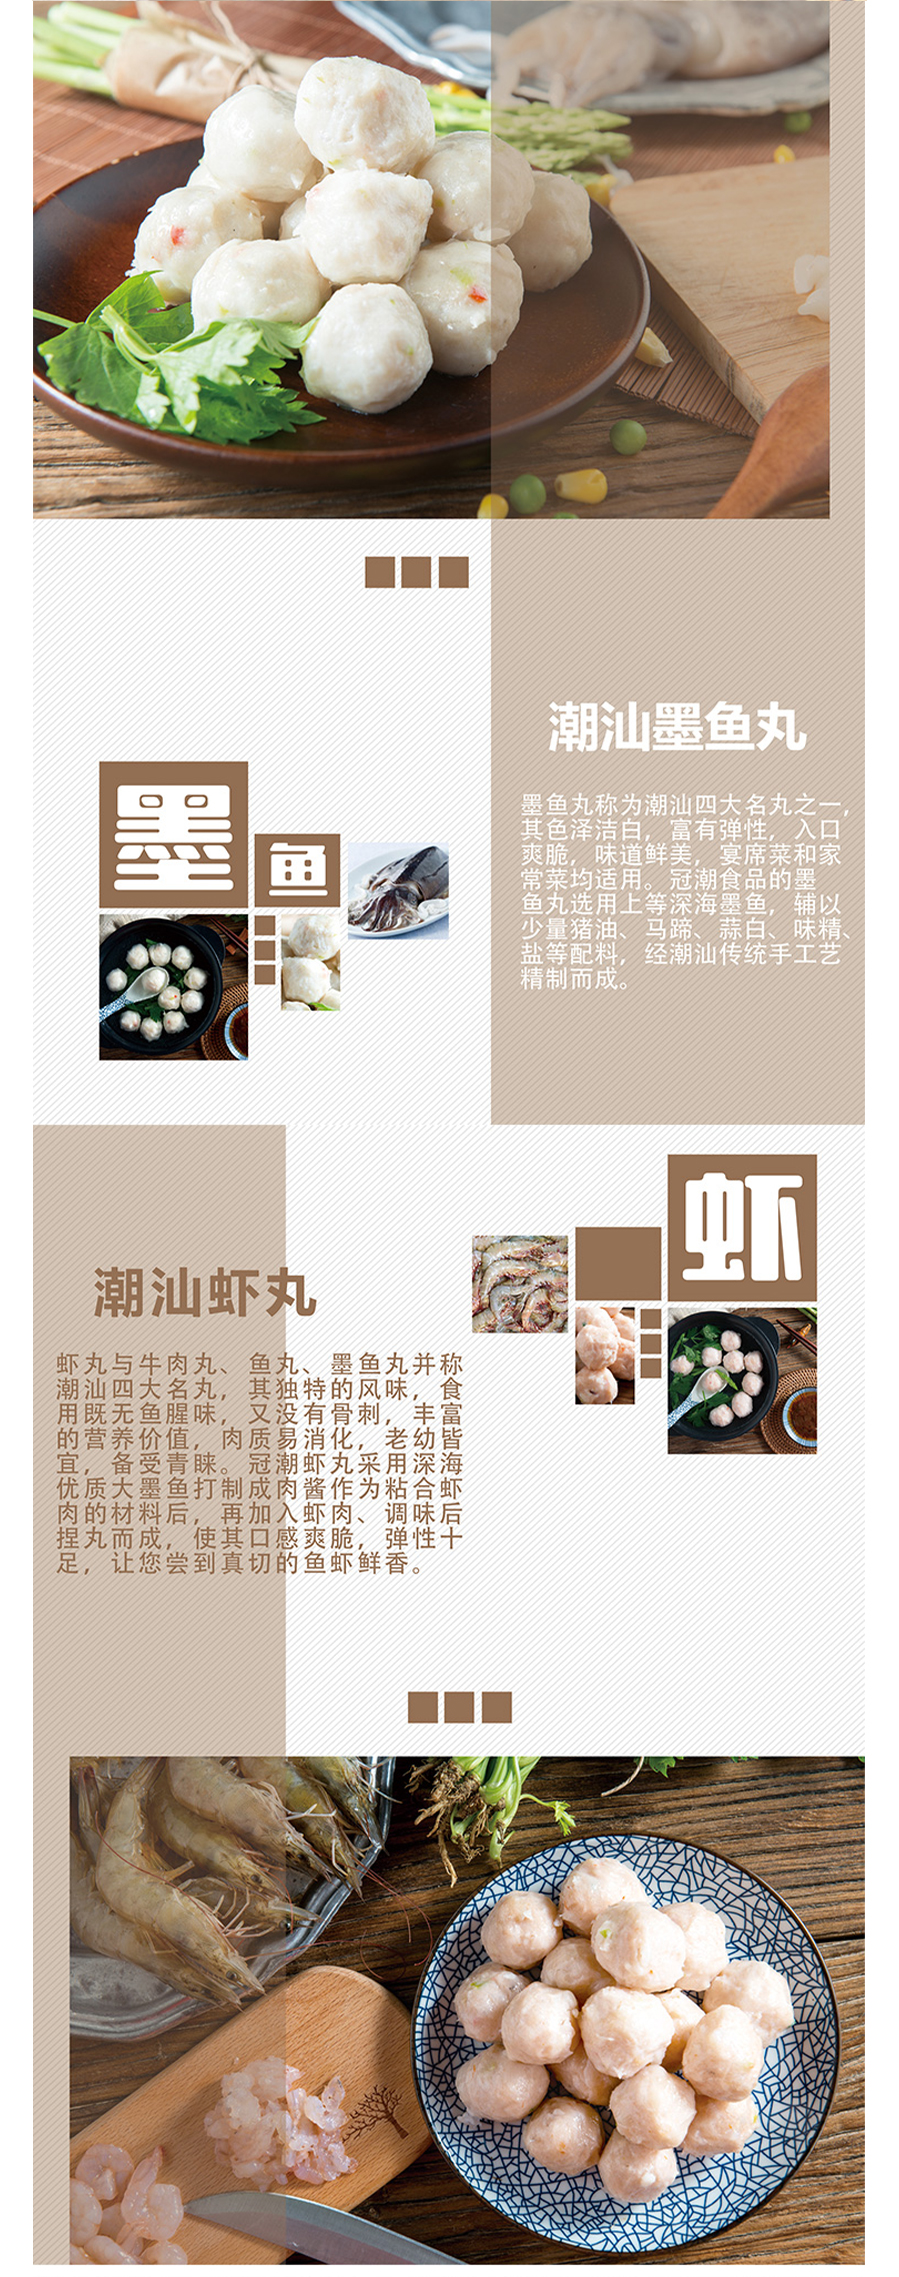 潮汕墨鱼丸
墨鱼丸称为潮汕四大名丸之一，
其色泽洁白，富有弹性，入口
爽脆，味道鲜美，宴席菜和家
常菜均适用。冠潮食品的墨
鱼丸选用上等深海墨鱼，辅以
少量猪油、马蹄、蒜白、味精、
盐等配料，经潮汕传统手工艺
精制而成。
墨
鱼
虾
潮汕虾丸
虾丸与牛肉丸、鱼丸、墨鱼丸并称
潮汕四大名丸，其独特的风味，食
用既无鱼腥味，又没有骨刺，丰富
的营养价值，肉质易消化，老幼皆
宜，备受青睐。冠潮虾丸采用深海
优质大墨鱼打制成肉酱作为粘合虾
肉的材料后，再加入虾肉、调味后
捏丸而成，使其口感爽脆，弹性十
足，让您尝到真切的鱼虾鲜香。